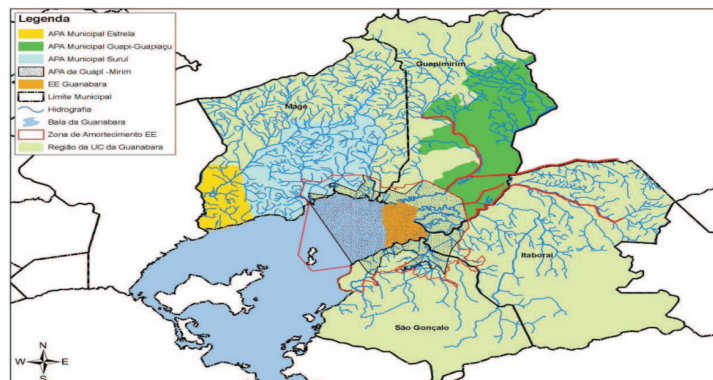 Legenda
APA Municipal Estrela
APA Municipal Guapi-Guapiaçu
APA Municipal Suruí
APA de Guapi -Mirim
EE Guanabara
Limite Municipal
Hidrografia
Baía da Guanabara
Zona de Amortecimento EE
Região da UC da Guanabara
Guapimirim
Magé
Itaboraí
São Gonçalo
N
W E
S